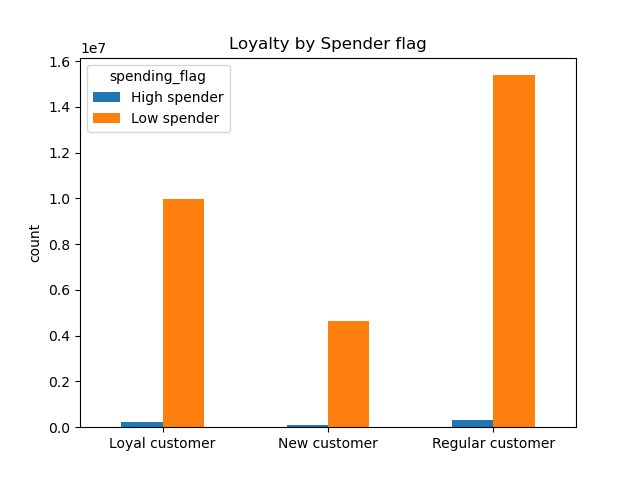 Loyalty by Spender flag
1e7
spending_flag
High spender
Low spender
1.6
1.4
1.2
1.0
0.8
0.6
0.4
0.2
0.0
count
Loyal customer
New customer
Regular customer